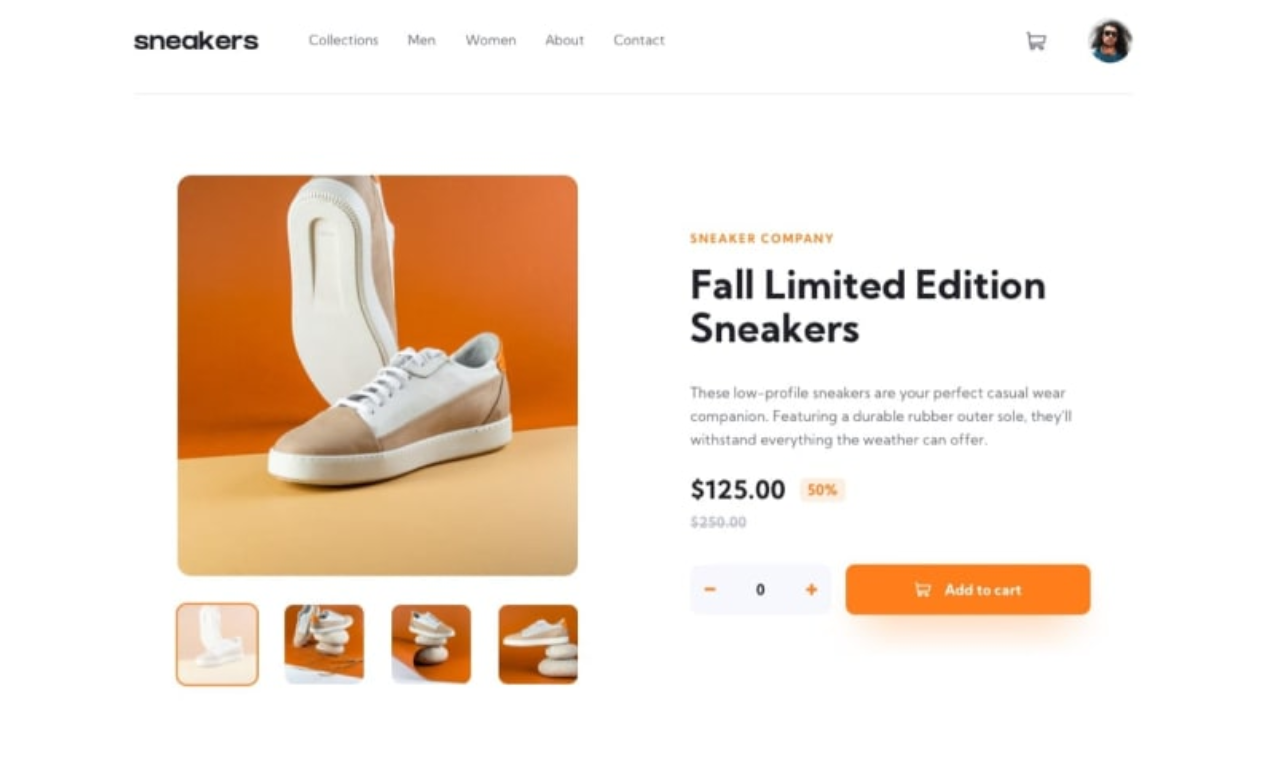 sneakers
Collections Men Women About Contact
SNEAKER COMPANY
Fall Limited Edition
Sneakers
These low-profile sneakers are your perfect casual wear
companion. Featuring a durable rubber outer sole, they'll
withstand everything the weather can offer.
$125.00 50%
$250.00
0 Add to cart